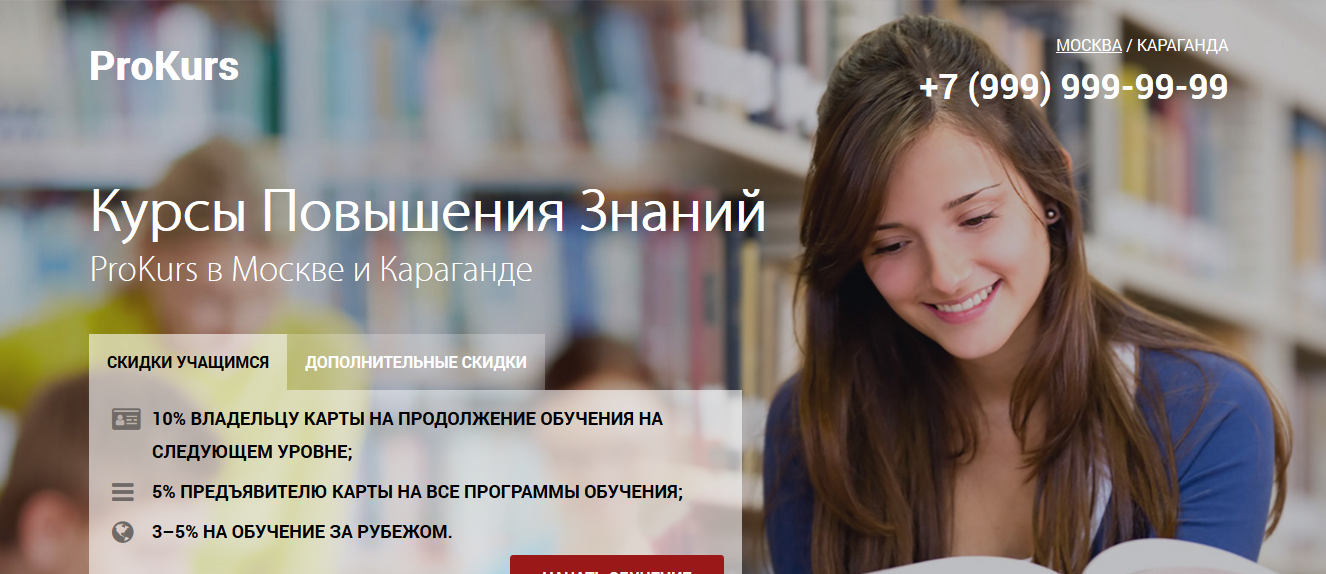 ProKurs
МОСКВА / КАРАГАНДА
+7 (999) 999-99-99
Курсы Повышения Знаний
ProKurs в Москве и Караганде
СКИДКИ УЧАЩИМСЯ
ДОПОЛНИТЕЛЬНЫЕ СКИДКИ
10% ВЛАДЕЛЬЦУ КАРТЫ НА ПРОДОЛЖЕНИЕ ОБУЧЕНИЯ НА
СЛЕДУЮЩЕМ УРОВНЕ;
5% ПРЕДЪЯВИТЕЛЮ КАРТЫ НА ВСЕ ПРОГРАММЫ ОБУЧЕНИЯ;
3–5% НА ОБУЧЕНИЕ ЗА РУБЕЖОМ.